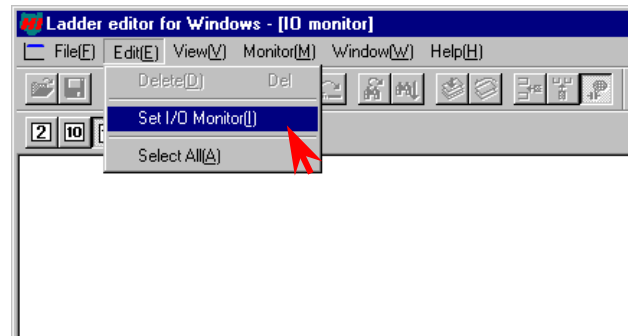 Ladder editor for Windows - [IO monitor]
File(F) Edit(E) View(V) Monitor(M) Window(W) Help(H)
Delete(D) Del
Set I/O Monitor(I)
2 10
Select All(A)